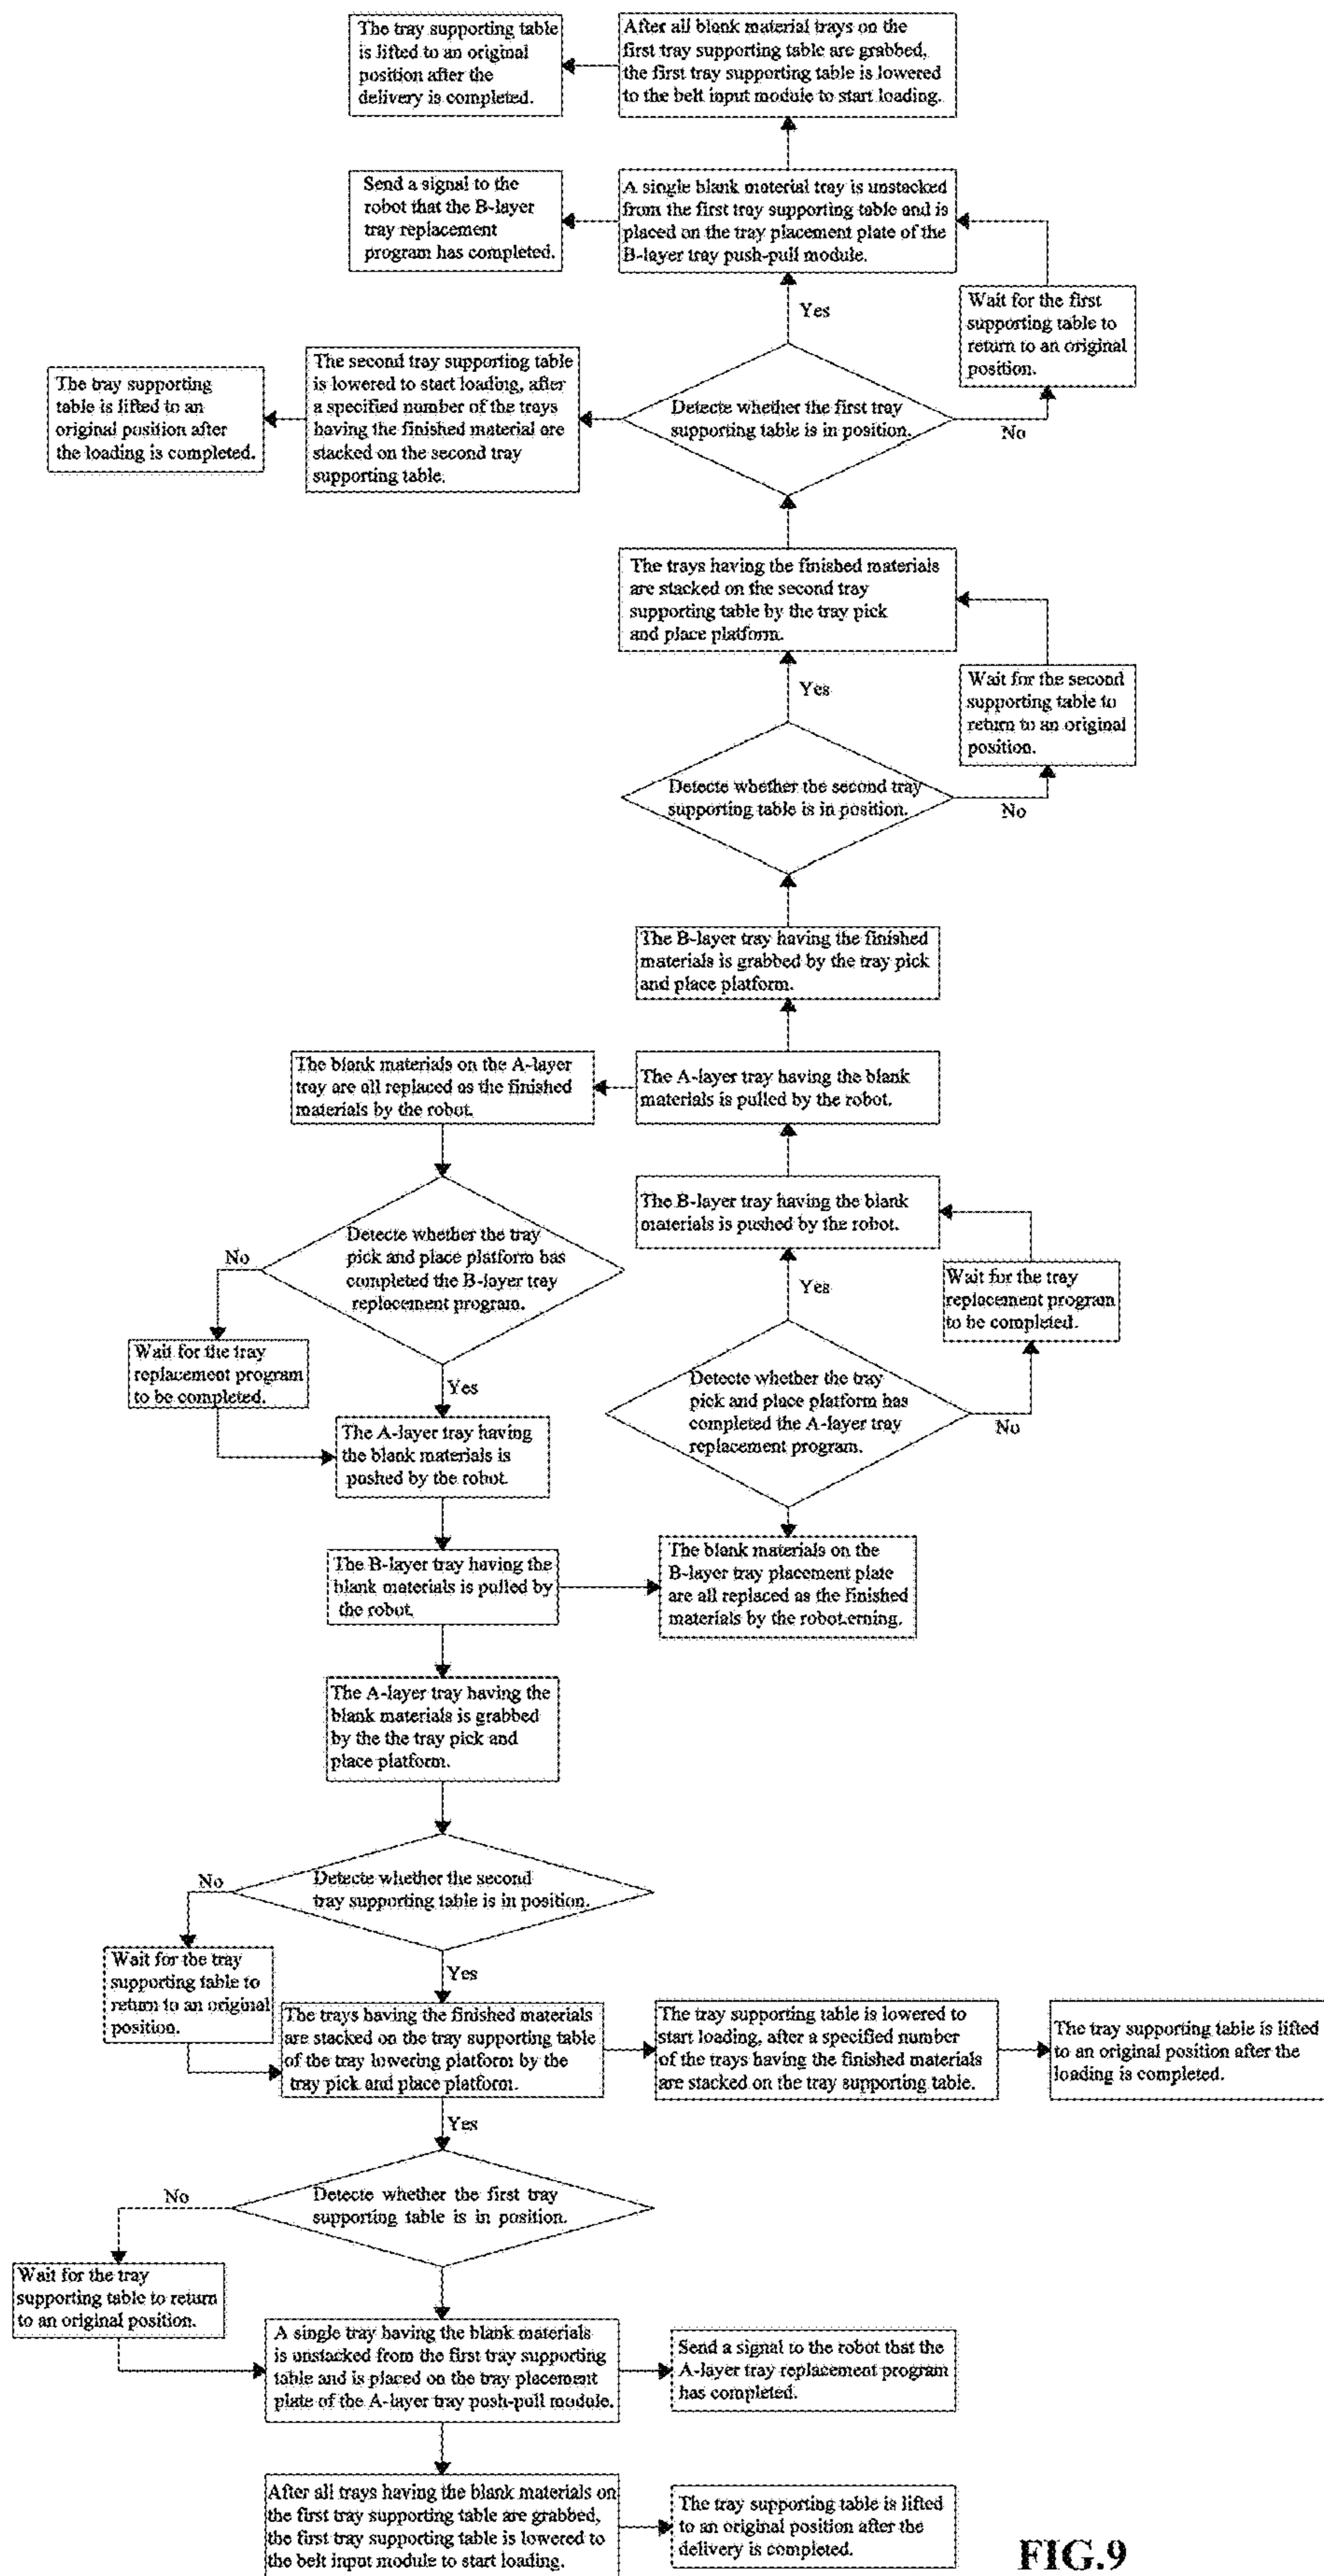 The tray supporting table
is lifted to an original
position after the
delivery is completed.
After all blank material trays on the
first tray supporting table are grabbed,
the first tray supporting table is lowered
to the belt input module to start loading.
Send a signal to the
robot that the B-layer
tray replacement
program has completed.
A single blank material tray is unstacked
from the first tray supporting table and is
placed on the tray placement plate of the
B-layer tray push-pull module.
Wait for the first
supporting table to
return to an original
position.
Yes
The tray supporting
table is lifted to an
original position after
the loading is completed.
The second tray supporting table
is lowered to start loading, after
a specified number of the trays
having the finished material are
stacked on the second tray
supporting table.
Detecte whether the first tray
supporting table is in position.
No
The trays having the finished materials
are stacked on the second tray
supporting table by the tray pick
and place platform.
Wait for the second
supporting table to
return to an original
position.
Yes
Detecte whether the second tray
supporting table is in position.
No
The B-layer tray having the finished
materials is grabbed by the tray pick
and place platform.
The blank materials on the A-layer
tray are all replaced as the finished
materials by the robot.
The A-layer tray having the blank
materials is pulled by the robot.
The B-layer tray having the blank
materials is pushed by the robot.
Detecte whether the tray
pick and place platform has
completed the B-layer tray
replacement program.
No
Yes
Wait for the tray
replacement program
to be completed.
Wait for the tray
replacement program
to be completed.
Yes
Detecte whether the tray
pick and place platform has
completed the A-layer tray
replacement program.
No
The A-layer tray having
the blank materials is
pushed by the robot.
The B-layer tray having the
blank materials is pulled by
the robot.
The blank materials on the
B-layer tray placement plate
are all replaced as the finished
materials by the robot.erning.
The A-layer tray having the
blank materials is grabbed
by the the tray pick and
place platform.
Detecte whether the second
tray supporting table is in position.
No
Yes
Wait for the tray
supporting table to
return to an original
position.
The trays having the finished materials
are stacked on the tray supporting table
of the tray lowering platform by the
tray pick and place platform.
The tray supporting table is lowered to
start loading, after a specified number
of the trays having the finished materials
are stacked on the tray supporting table.
The tray supporting table is lifted
to an original position after the
loading is completed.
Yes
Detecte whether the first tray
supporting table is in position.
No
Wait for the tray
supporting table to return
to an original position.
A single tray having the blank materials
is unstacked from the first tray supporting
table and is placed on the tray placement
plate of the A-layer tray push-pull module.
Send a signal to the robot that the
A-layer tray replacement program
has completed.
After all trays having the blank materials on
the first tray supporting table are grabbed,
the first tray supporting table is lowered to
the belt input module to start loading.
The tray supporting table is lifted
to an original position after the
delivery is completed.
FIG.9